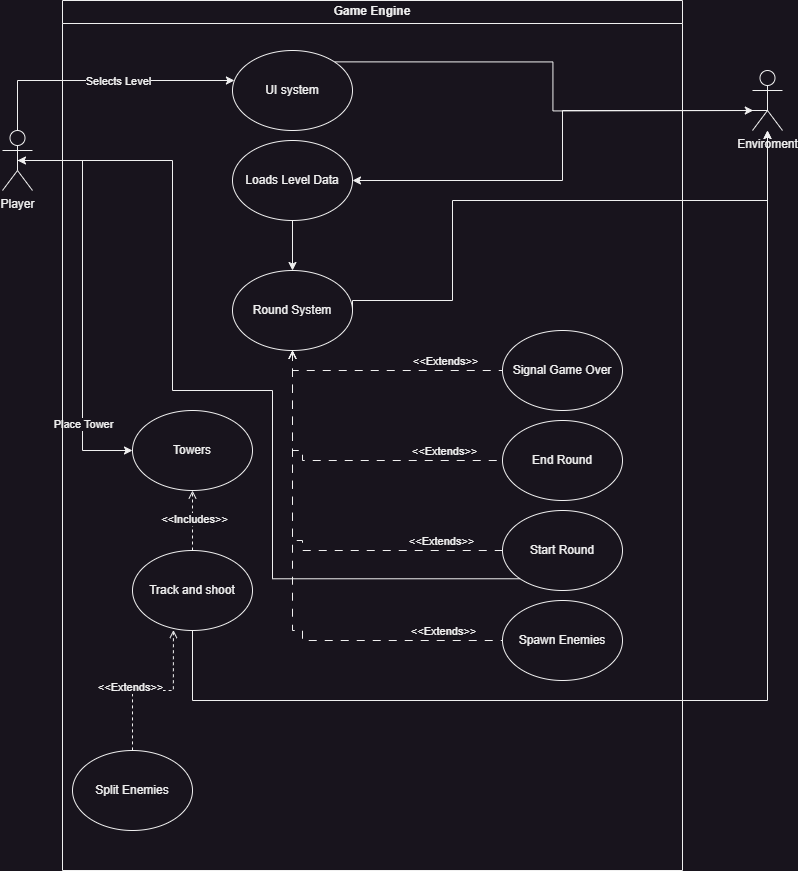 Game Engine
Selects Level
UI system
Enviroment
Player
Loads Level Data
Round System
<<Extends>>
Signal Game Over
Place Tower
Towers
<<Extends>>
End Round
<<Includes>>
<<Extends>>
Start Round
Track and shoot
<<Extends>>
Spawn Enemies
<<Extends>>
Split Enemies